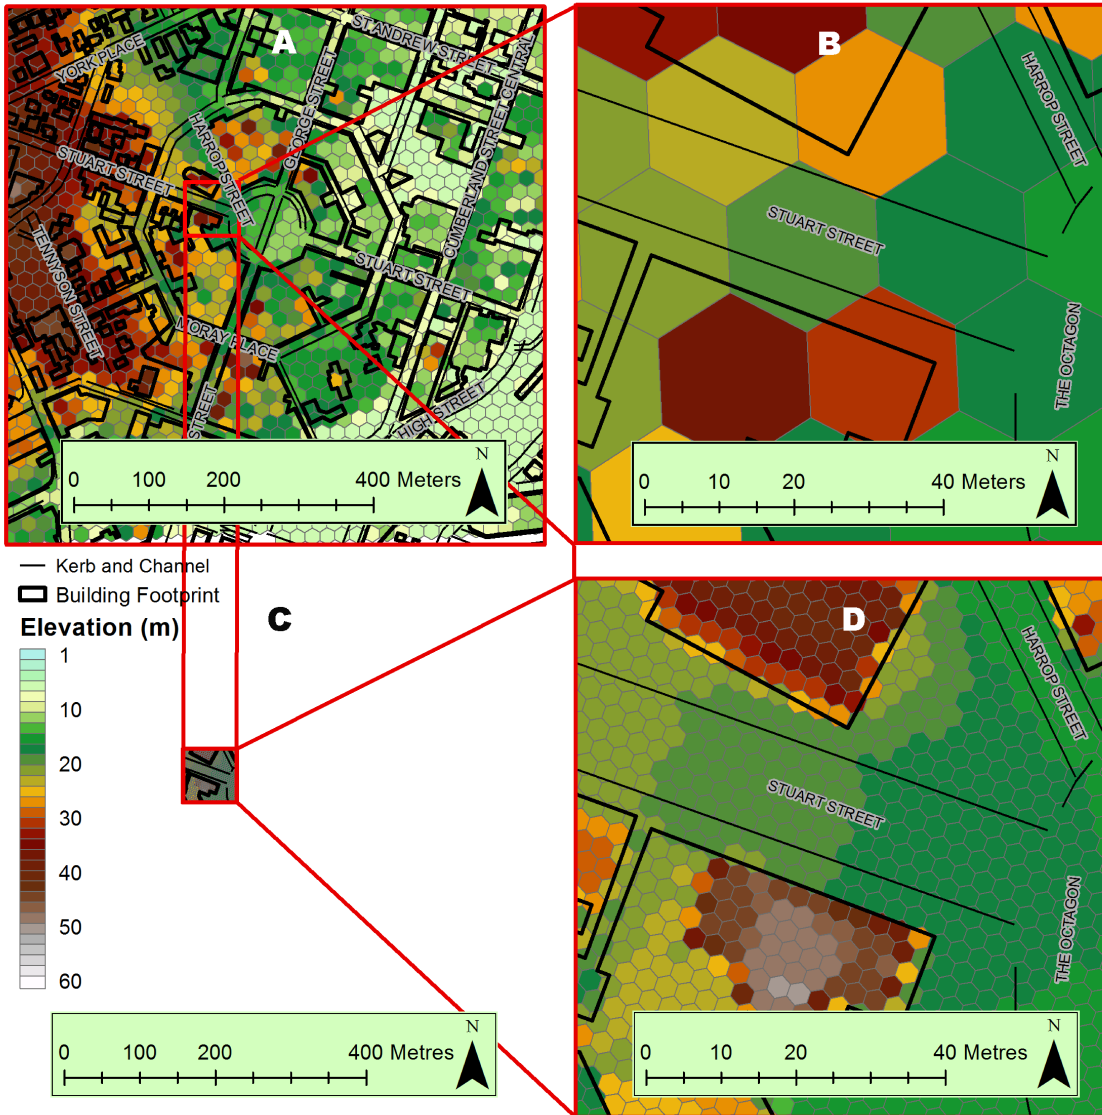 A
YORK PLACE
ST ANDREW STREET
HARROP STREET
GEORGE STREET
CUMBERLAND STREET CENTRAL
STUART STREET
TENNYSON STREET
STUART STREET
MORAY PLACE
STREET
HIGH STREET
N
0 100 200 400 Meters
B
HARROP STREET
STUART STREET
THE OCTAGON
N
0 10 20 40 Meters
Kerb and Channel
Building Footprint
Elevation (m)
1
10
20
30
40
50
60
C
N
0 100 200 400 Metres
D
HARROP STREET
STUART STREET
THE OCTAGON
N
0 10 20 40 Metres